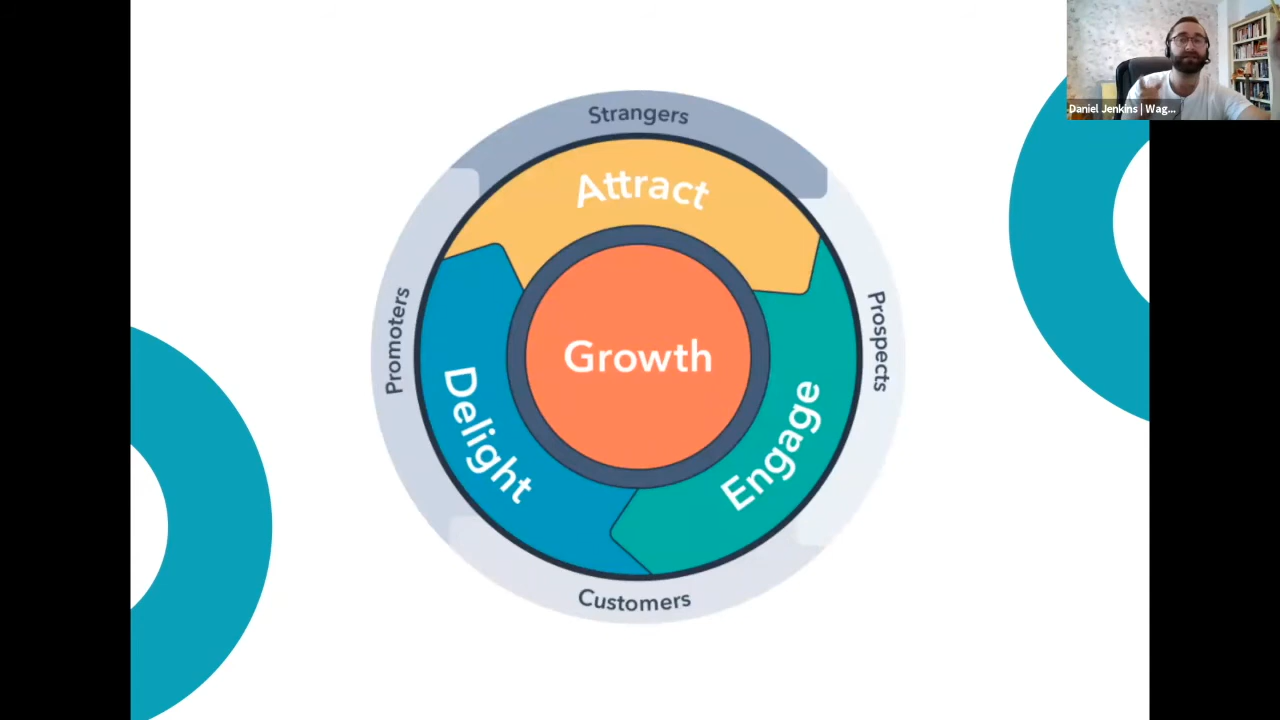 Strangers
Attract
Daniel Jenkins | Wag...
Promoters
Prospects
Growth
Delight
Engage
Customers